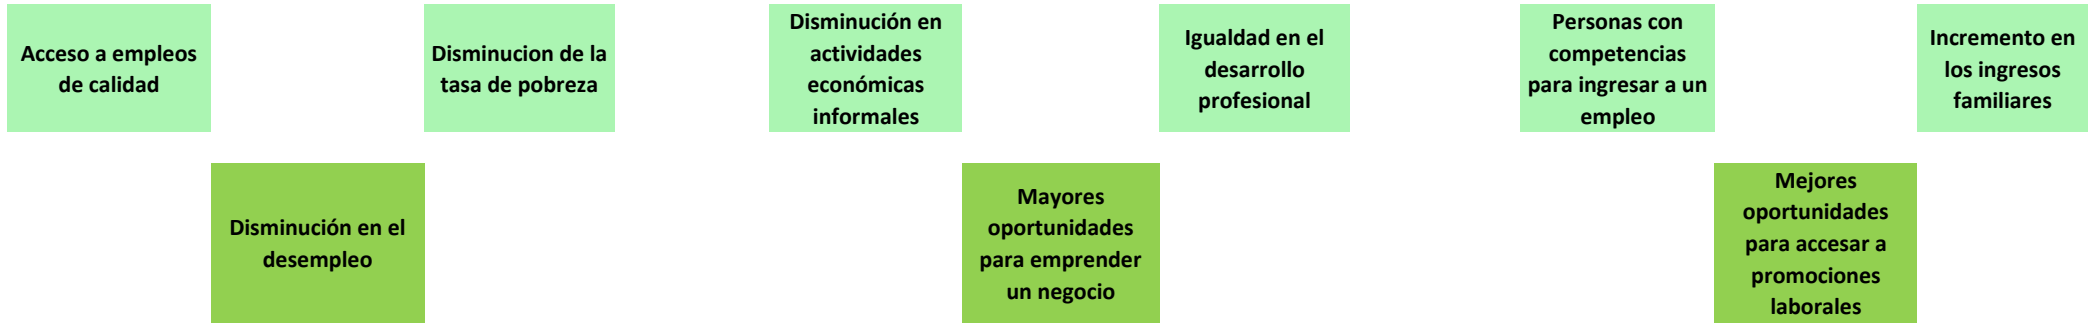 Acceso a empleos
de calidad
Disminucion de la
tasa de pobreza
Disminución en
actividades
económicas
informales
Igualdad en el
desarrollo
profesional
Personas con
competencias
para ingresar a un
empleo
Incremento en
los ingresos
familiares
Disminución en el
desempleo
Mayores
oportunidades
para emprender
un negocio
Mejores
oportunidades
para accesar a
promociones
laborales